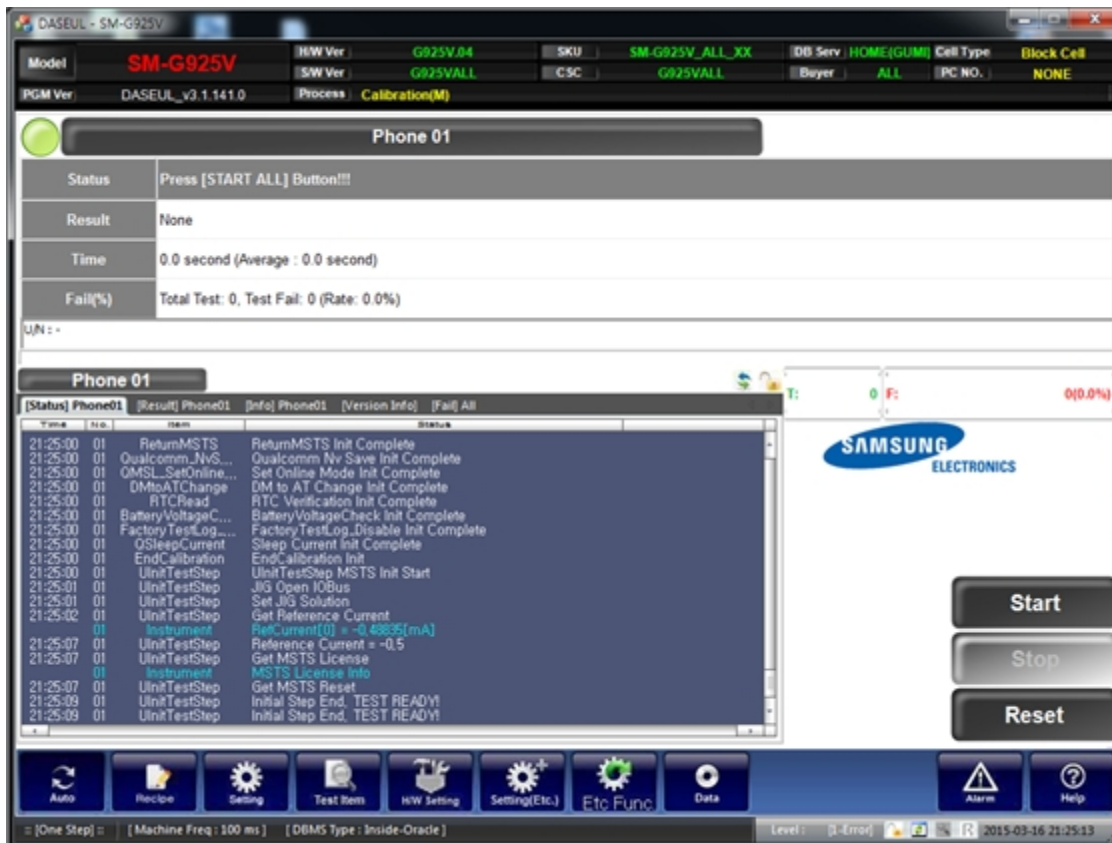 DASEUL - SM-G925V
Model SM-G925V H/W Ver G925V.04 SKU SM-G925V_ALL_XX DB Serv HOME(GUMI) Cell Type Block Cell
S/W Ver G925VALL CSC G925VALL Buyer ALL PC NO. NONE
PGM Ver DASEUL_v3.1.141.0 Process Calibration(M)
Phone 01
Status Press [START ALL] Button!!!
Result None
Time 0.0 second (Average : 0.0 second)
Fail(%) Total Test: 0, Test Fail: 0 (Rate: 0.0%)
U/N : -
Phone 01
T: 0 F: 0(0.0%)
[Status] Phone01 [Result] Phone01 [Info] Phone01 [Version Info] [Fail] All
Time No. Item Status
21:25:00 01 ReturnMSTS ReturnMSTS Init Complete
21:25:00 01 Qualcomm_NvS,,, Qualcomm Nv Save Init Complete
21:25:00 01 QMSL_SetOnline,,, Set Online Mode Init Complete
21:25:00 01 DMtoATChange DM to AT Change Init Complete
21:25:00 01 RTCRead RTC Verification Init Complete
21:25:00 01 BatteryVoltageC,,, BatteryVoltageCheck Init Complete
21:25:00 01 FactoryTestLog_,,, FactoryTestLog_Disable Init Complete
21:25:00 01 QSleepCurrent Sleep Current Init Complete
21:25:00 01 EndCalibration EndCalibration Init
21:25:00 01 UInitTestStep UInitTestStep MSTS Init Start
21:25:01 01 UInitTestStep JIG Open IOBus
21:25:01 01 UInitTestStep Set JIG Solution
21:25:02 01 UInitTestStep Get Reference Current
01 Instrument RefCurrent[0] = -0,48835[mA]
21:25:07 01 UInitTestStep Reference Current = -0,5
21:25:07 01 UInitTestStep Get MSTS License
01 Instrument MSTS License Info
21:25:07 01 UInitTestStep Get MSTS Reset
21:25:09 01 UInitTestStep Initial Step End, TEST READY!
21:25:09 01 UInitTestStep Initial Step End, TEST READY!
SAMSUNG
ELECTRONICS
Start
Stop
Reset
Auto Recipe Setting Test Item H/W Setting Setting(Etc.) Etc Func Data Alarm Help
:: [One Step] :: [ Machine Freq : 100 ms ] [ DBMS Type : Inside-Oracle ] Level : [1-Error] R 2015-03-16 21:25:13